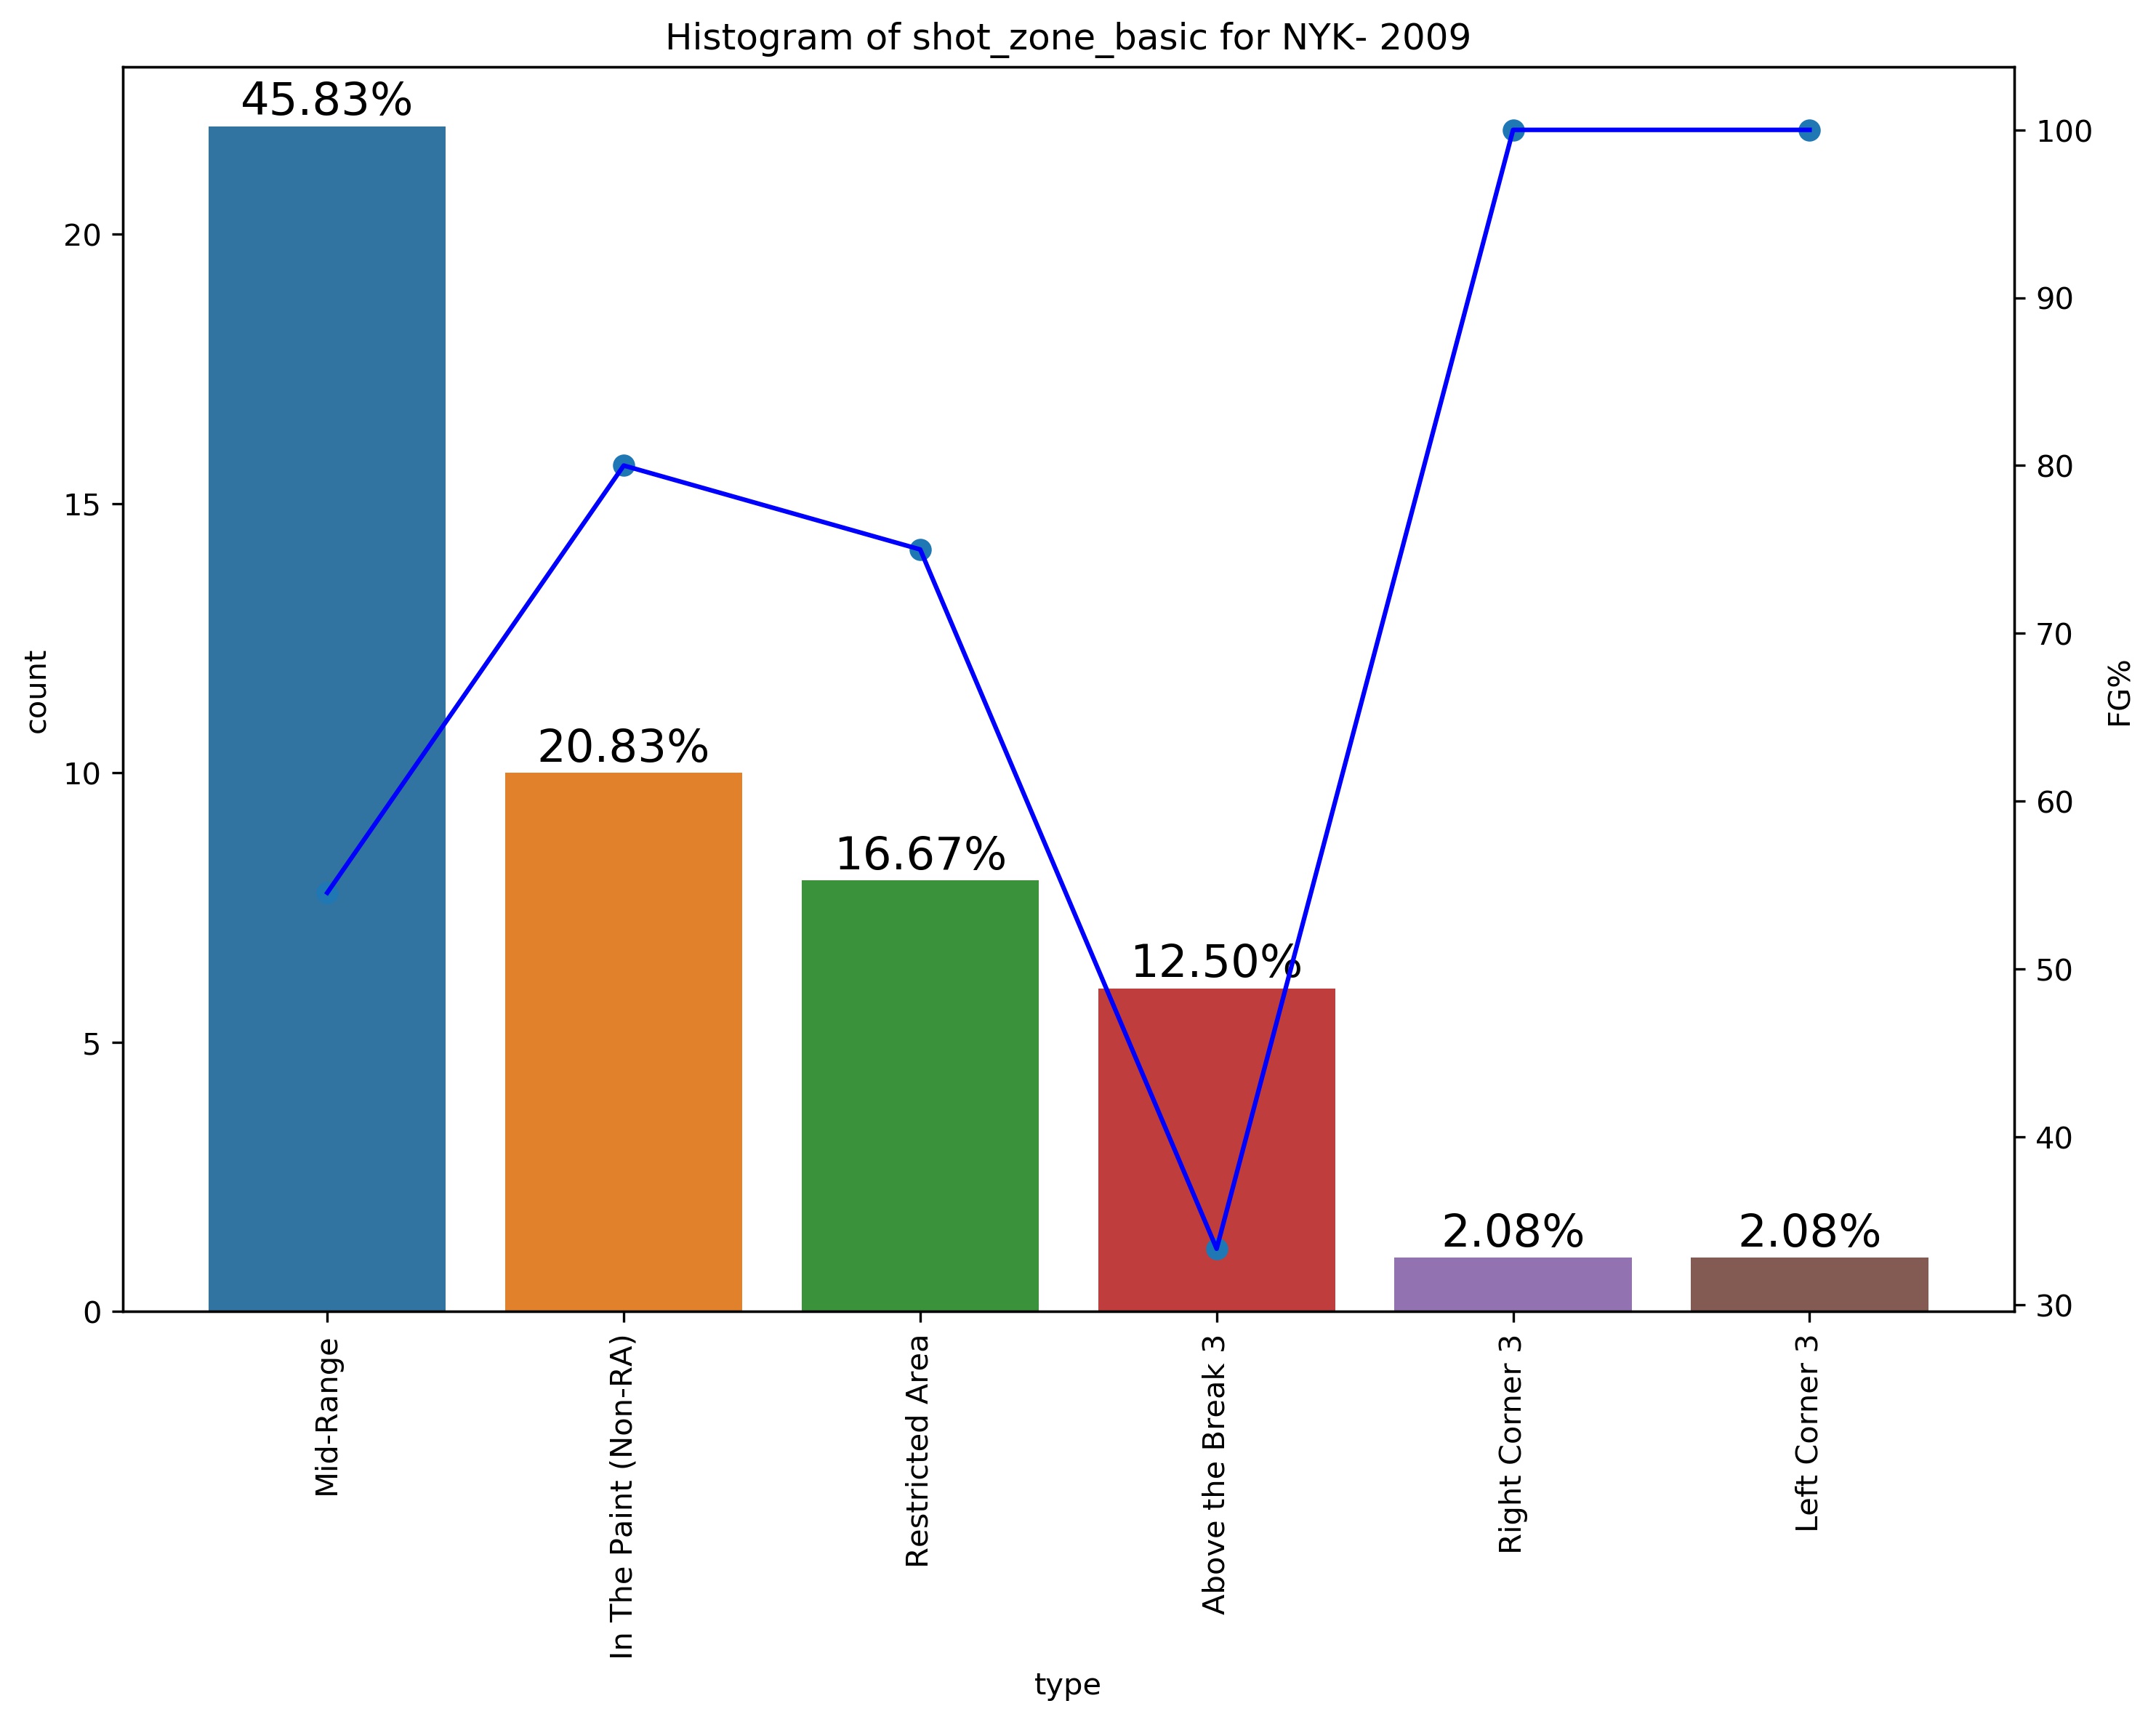 Histogram of shot_zone_basic for NYK- 2009
45.83%
20.83%
16.67%
12.50%
2.08%
2.08%
20
15
10
5
0
count
100
90
80
70
60
50
40
30
FG%
Mid-Range
In The Paint (Non-RA)
Restricted Area
Above the Break 3
Right Corner 3
Left Corner 3
type